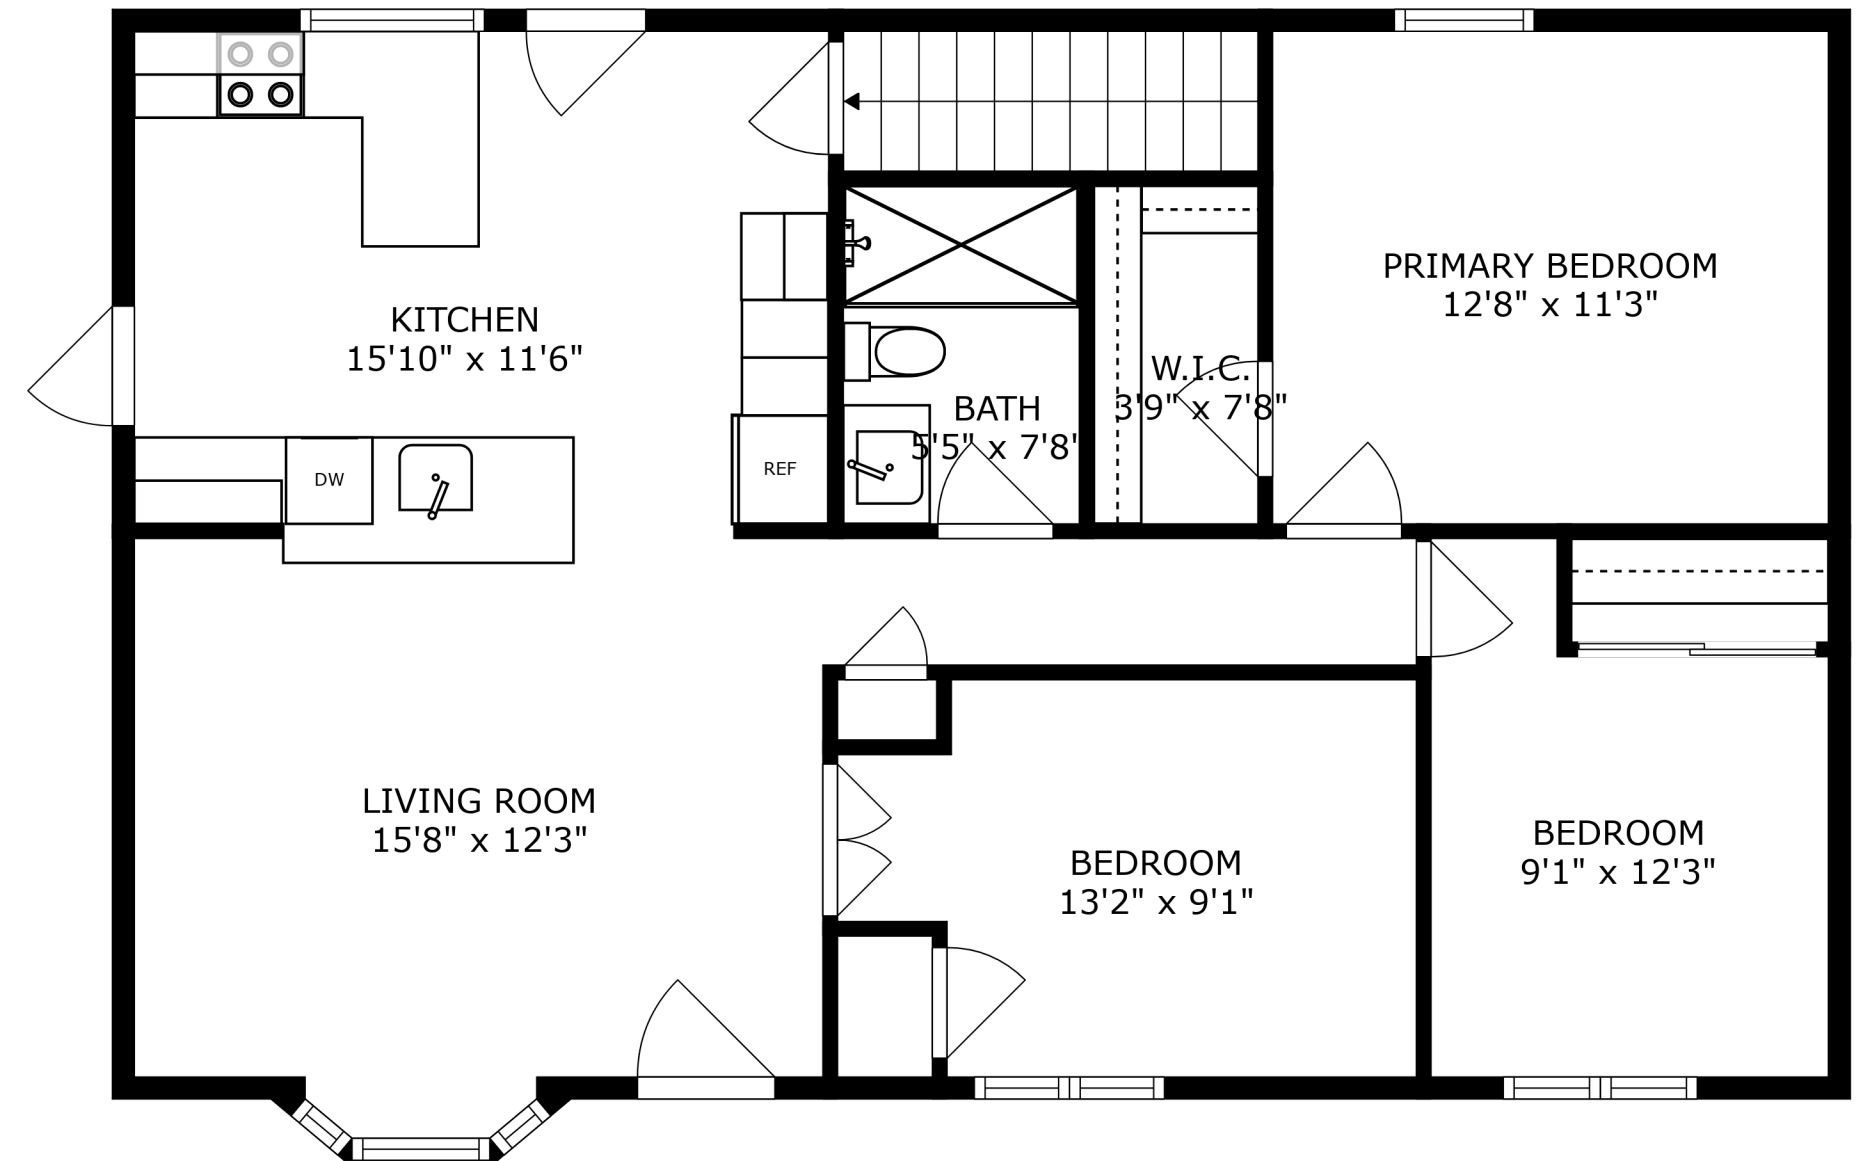 KITCHEN
15'10" x 11'6"
PRIMARY BEDROOM
12'8" x 11'3"
W.I.C.
3'9" x 7'8"
BATH
5'5" x 7'8"
REF
DW
LIVING ROOM
15'8" x 12'3"
BEDROOM
13'2" x 9'1"
BEDROOM
9'1" x 12'3"